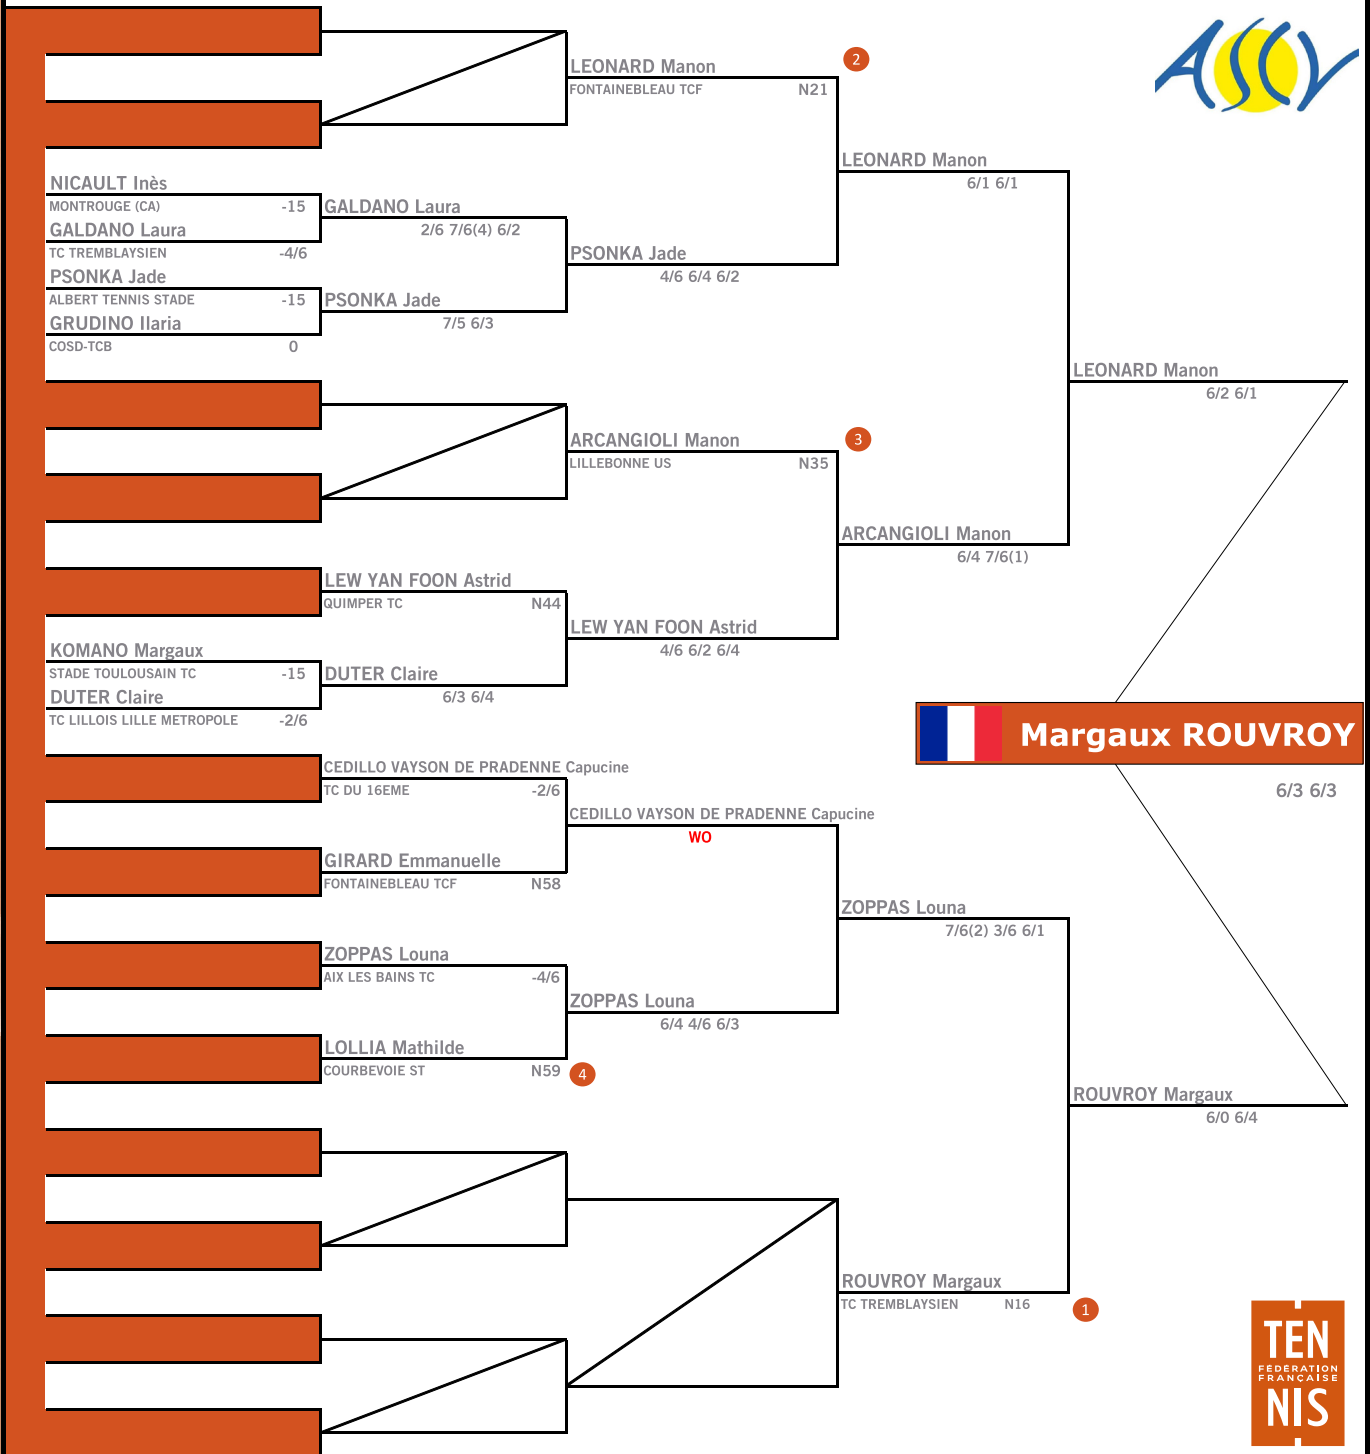 ASCV
LEONARD Manon
2
FONTAINEBLEAU TCF N21
LEONARD Manon
6/1 6/1
NICAULT Inès
MONTROUGE (CA) -15
GALDANO Laura
2/6 7/6(4) 6/2
GALDANO Laura
TC TREMBLAYSIEN -4/6
PSONKA Jade
4/6 6/4 6/2
PSONKA Jade
ALBERT TENNIS STADE -15
PSONKA Jade
7/5 6/3
GRUDINO Ilaria
COSD-TCB 0
LEONARD Manon
6/2 6/1
ARCANGIOLI Manon
3
LILLEBONNE US N35
ARCANGIOLI Manon
6/4 7/6(1)
LEW YAN FOON Astrid
QUIMPER TC N44
LEW YAN FOON Astrid
4/6 6/2 6/4
KOMANO Margaux
STADE TOULOUSAIN TC -15
DUTER Claire
6/3 6/4
DUTER Claire
TC LILLOIS LILLE METROPOLE -2/6
Margaux ROUVROY
6/3 6/3
CEDILLO VAYSON DE PRADENNE Capucine
TC DU 16EME -2/6
CEDILLO VAYSON DE PRADENNE Capucine
WO
GIRARD Emmanuelle
FONTAINEBLEAU TCF N58
ZOPPAS Louna
7/6(2) 3/6 6/1
ZOPPAS Louna
AIX LES BAINS TC -4/6
ZOPPAS Louna
6/4 4/6 6/3
LOLLIA Mathilde
COURBEVOIE ST N59
4
ROUVROY Margaux
6/0 6/4
ROUVROY Margaux
TC TREMBLAYSIEN N16
1
TEN
FÉDÉRATION
FRANÇAISE
NIS